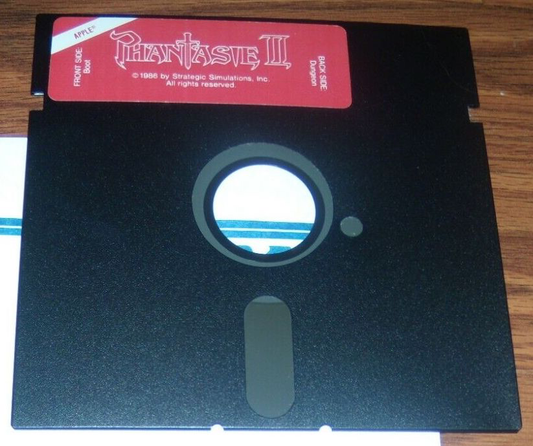 APPLE®
PHANTASIE II
FRONT SIDE:
Boot
©1986 by Strategic Simulations, Inc.
All rights reserved.
BACK SIDE:
Dungeon